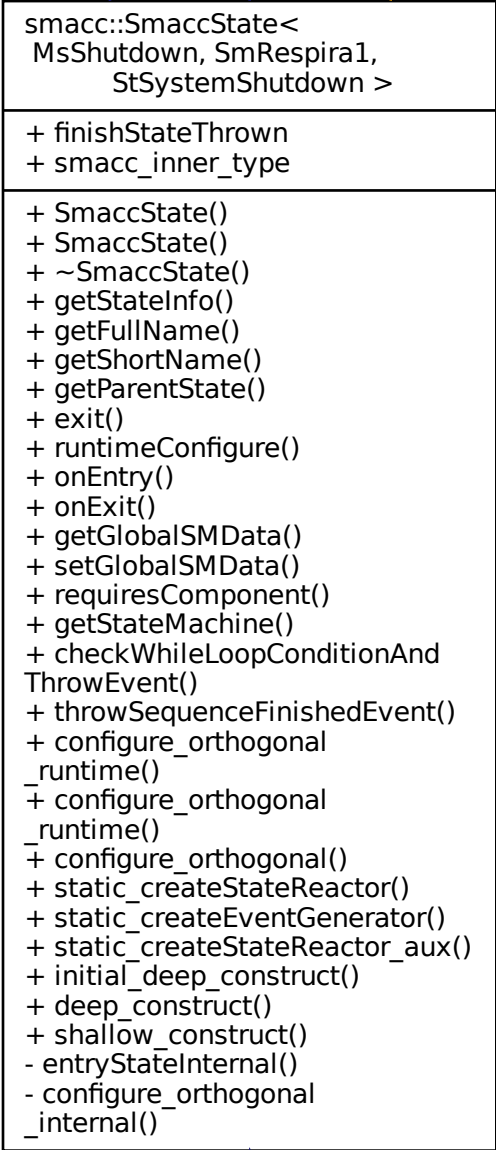 smacc::SmaccState<
MsShutdown, SmRespira1,
StSystemShutdown >
+ finishStateThrown
+ smacc_inner_type
+ SmaccState()
+ SmaccState()
+ ~SmaccState()
+ getStateInfo()
+ getFullName()
+ getShortName()
+ getParentState()
+ exit()
+ runtimeConfigure()
+ onEntry()
+ onExit()
+ getGlobalSMData()
+ setGlobalSMData()
+ requiresComponent()
+ getStateMachine()
+ checkWhileLoopConditionAnd
ThrowEvent()
+ throwSequenceFinishedEvent()
+ configure_orthogonal
_runtime()
+ configure_orthogonal
_runtime()
+ configure_orthogonal()
+ static_createStateReactor()
+ static_createEventGenerator()
+ static_createStateReactor_aux()
+ initial_deep_construct()
+ deep_construct()
+ shallow_construct()
- entryStateInternal()
- configure_orthogonal
_internal()